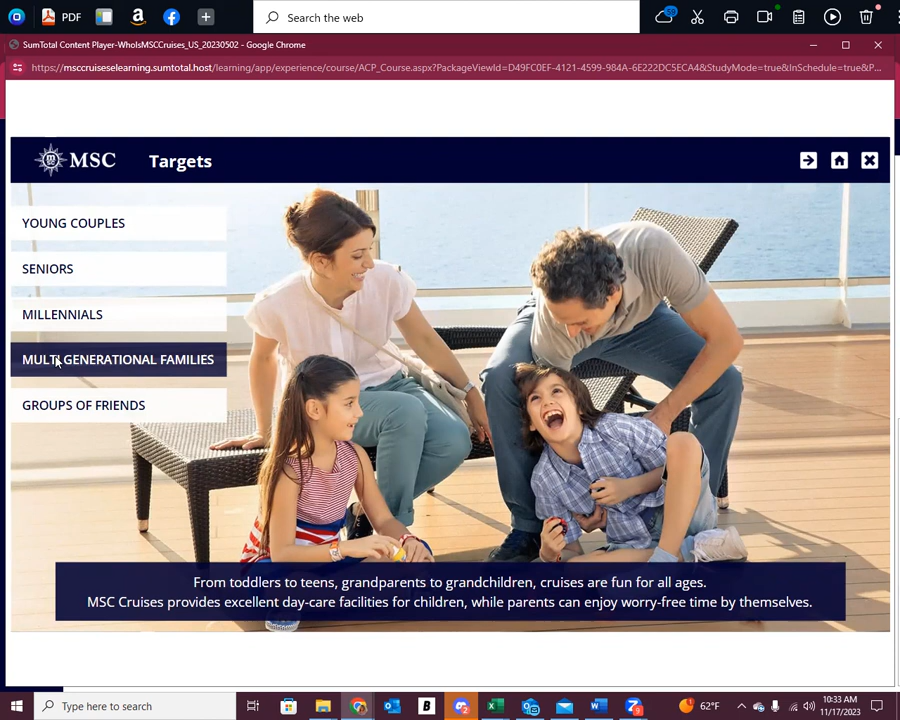 PDF
Search the web
SumTotal Content Player-WhoIsMSCCruises_US_20230502 - Google Chrome
https://msccruiseselearning.sumtotal.host/learning/app/experience/course/ACP_Course.aspx?PackageViewId=D49FC0EF-4121-4599-984A-6E222DC5ECA4&StudyMode=true&InSchedule=true&P...
MSC
Targets
YOUNG COUPLES
SENIORS
MILLENNIALS
MULTI GENERATIONAL FAMILIES
GROUPS OF FRIENDS
From toddlers to teens, grandparents to grandchildren, cruises are fun for all ages.
MSC Cruises provides excellent day-care facilities for children, while parents can enjoy worry-free time by themselves.
Type here to search
62°F
10:33 AM
11/17/2023